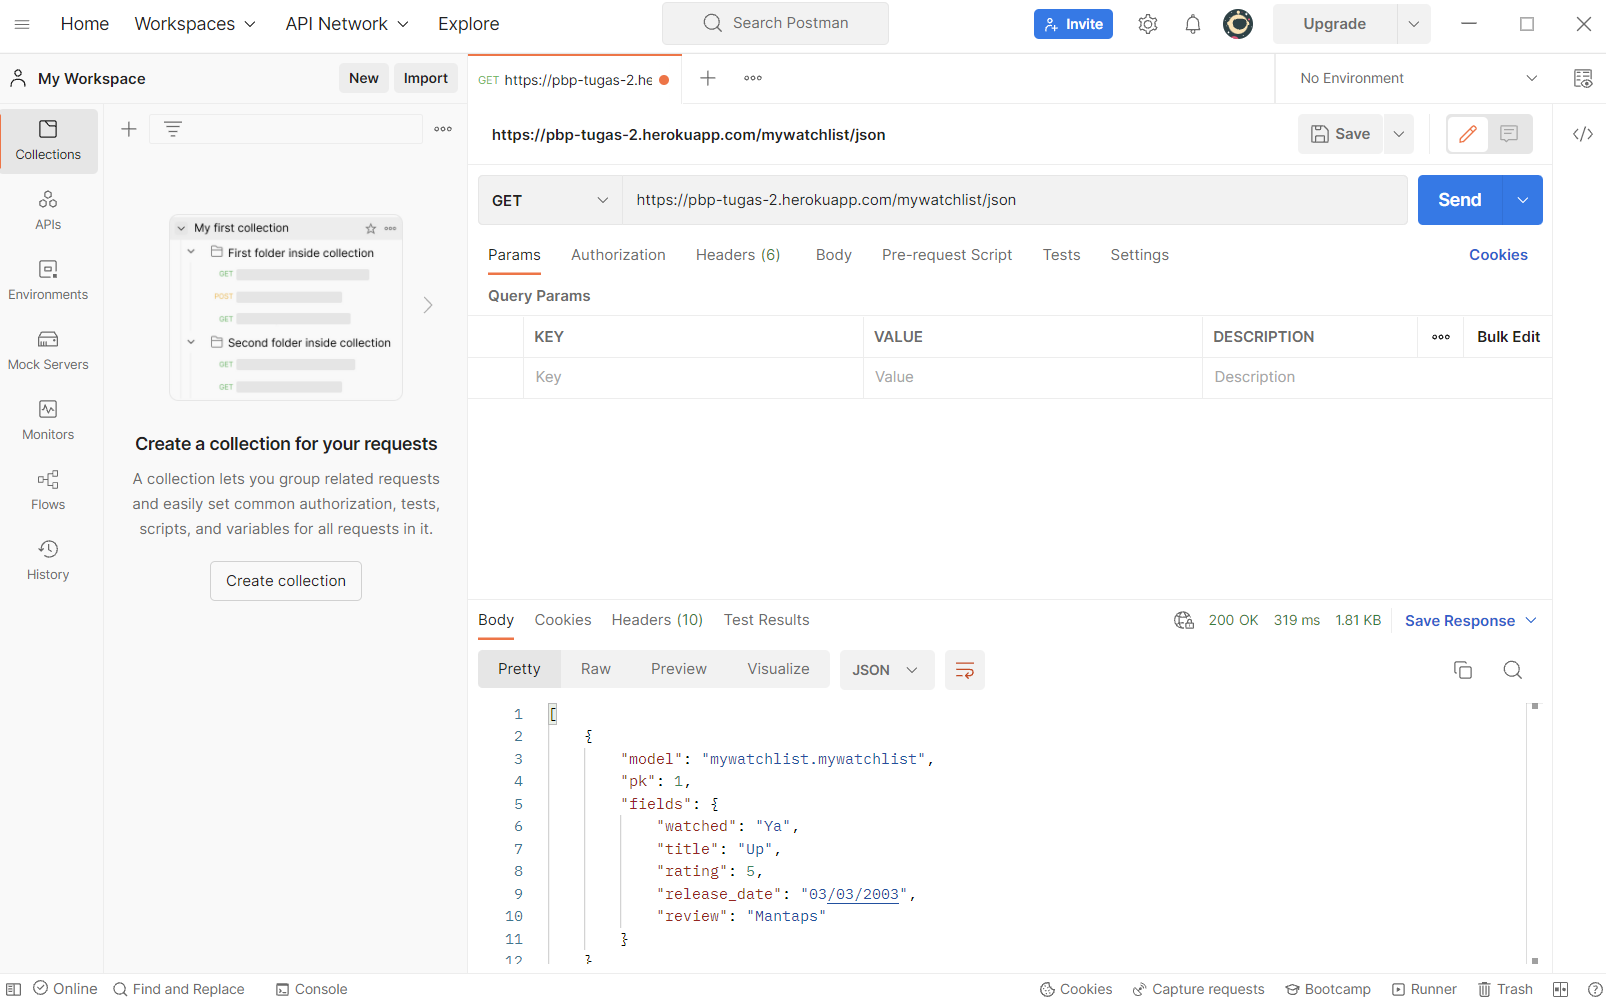 Home
Workspaces
API Network
Explore
Search Postman
Invite
Upgrade
My Workspace
New
Import
GET https://pbp-tugas-2.he
No Environment
Collections
APIs
Environments
Mock Servers
Monitors
Flows
History
My first collection
First folder inside collection
GET
POST
GET
Second folder inside collection
GET
GET
Create a collection for your requests
A collection lets you group related requests
and easily set common authorization, tests,
scripts, and variables for all requests in it.
Create collection
https://pbp-tugas-2.herokuapp.com/mywatchlist/json
Save
GET
https://pbp-tugas-2.herokuapp.com/mywatchlist/json
Send
Params
Authorization
Headers (6)
Body
Pre-request Script
Tests
Settings
Cookies
Query Params
KEY
VALUE
DESCRIPTION
Bulk Edit
Key
Value
Description
Body
Cookies
Headers (10)
Test Results
200 OK
319 ms
1.81 KB
Save Response
Pretty
Raw
Preview
Visualize
JSON
1 [
2 {
3 "model": "mywatchlist.mywatchlist",
4 "pk": 1,
5 "fields": {
6 "watched": "Ya",
7 "title": "Up",
8 "rating": 5,
9 "release_date": "03/03/2003",
10 "review": "Mantaps"
11 }
12 }
Online
Find and Replace
Console
Cookies
Capture requests
Bootcamp
Runner
Trash